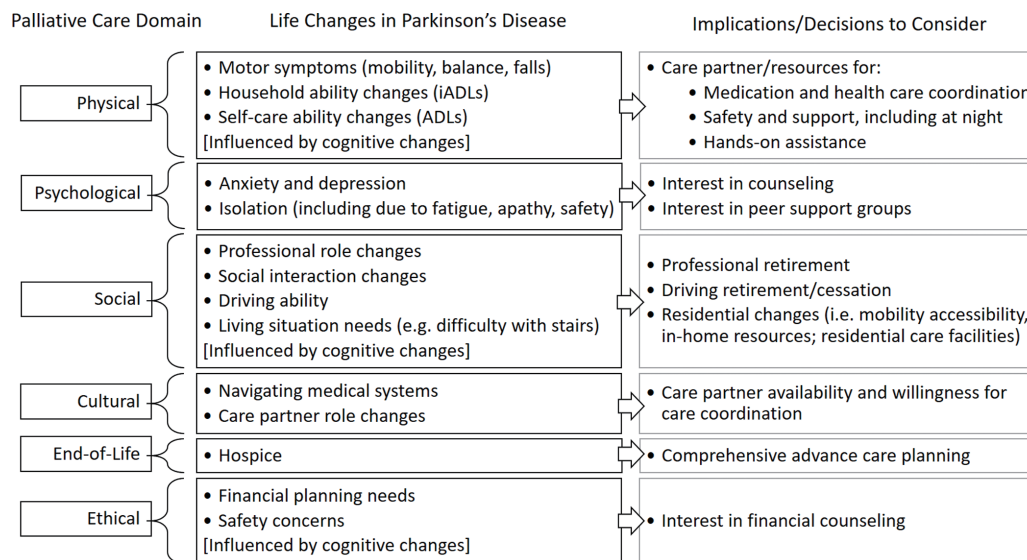 Palliative Care Domain
Life Changes in Parkinson's Disease
Implications/Decisions to Consider
Physical
• Motor symptoms (mobility, balance, falls)
• Household ability changes (iADLs)
• Self-care ability changes (ADLs)
[Influenced by cognitive changes]
• Care partner/resources for:
• Medication and health care coordination
• Safety and support, including at night
• Hands-on assistance
Psychological
• Anxiety and depression
• Isolation (including due to fatigue, apathy, safety)
• Interest in counseling
• Interest in peer support groups
Social
• Professional role changes
• Social interaction changes
• Driving ability
• Living situation needs (e.g. difficulty with stairs)
[Influenced by cognitive changes]
• Professional retirement
• Driving retirement/cessation
• Residential changes (i.e. mobility accessibility,
in-home resources; residential care facilities)
Cultural
• Navigating medical systems
• Care partner role changes
• Care partner availability and willingness for
care coordination
End-of-Life
• Hospice
• Comprehensive advance care planning
Ethical
• Financial planning needs
• Safety concerns
[Influenced by cognitive changes]
• Interest in financial counseling